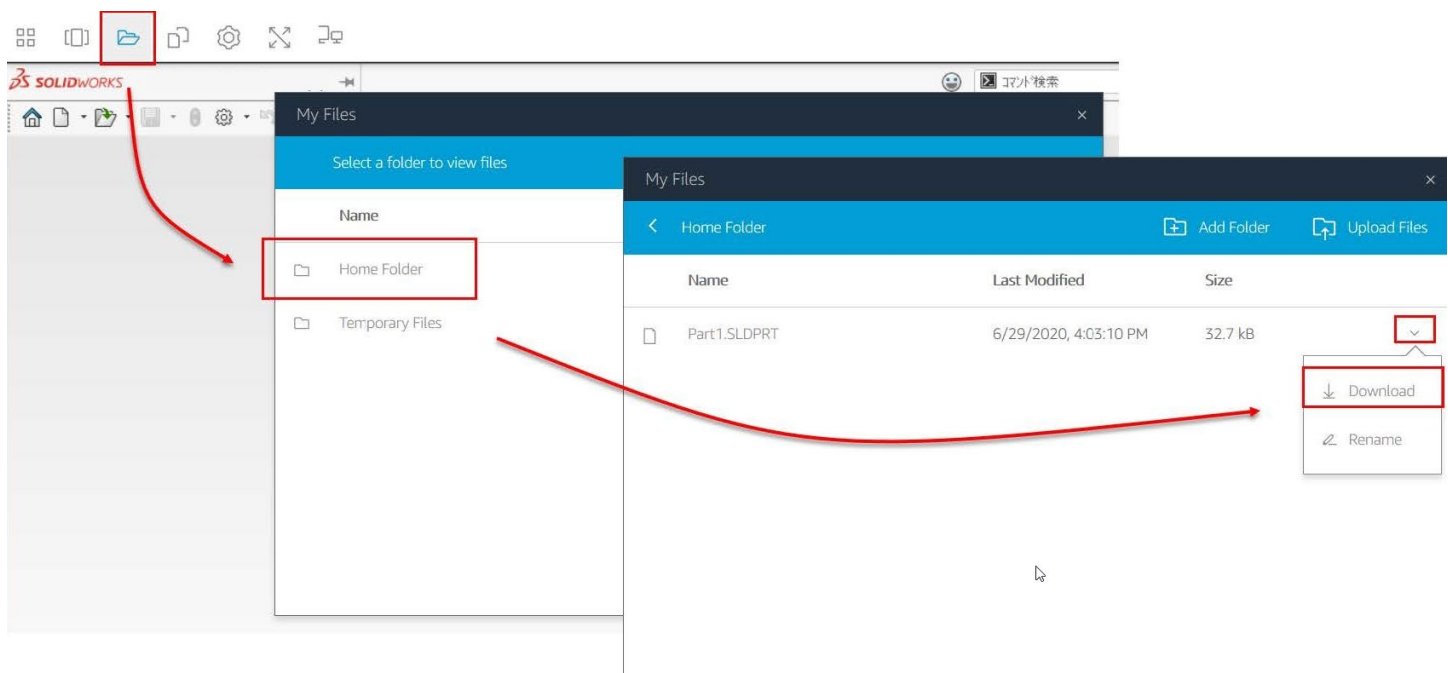 SOLIDWORKS
コマンド検索
My Files
Select a folder to view files
Name
Home Folder
Temporary Files
My Files
Home Folder
Add Folder
Upload Files
Name Last Modified Size
Part1.SLDPRT 6/29/2020, 4:03:10 PM 32.7 kB
Download
Rename